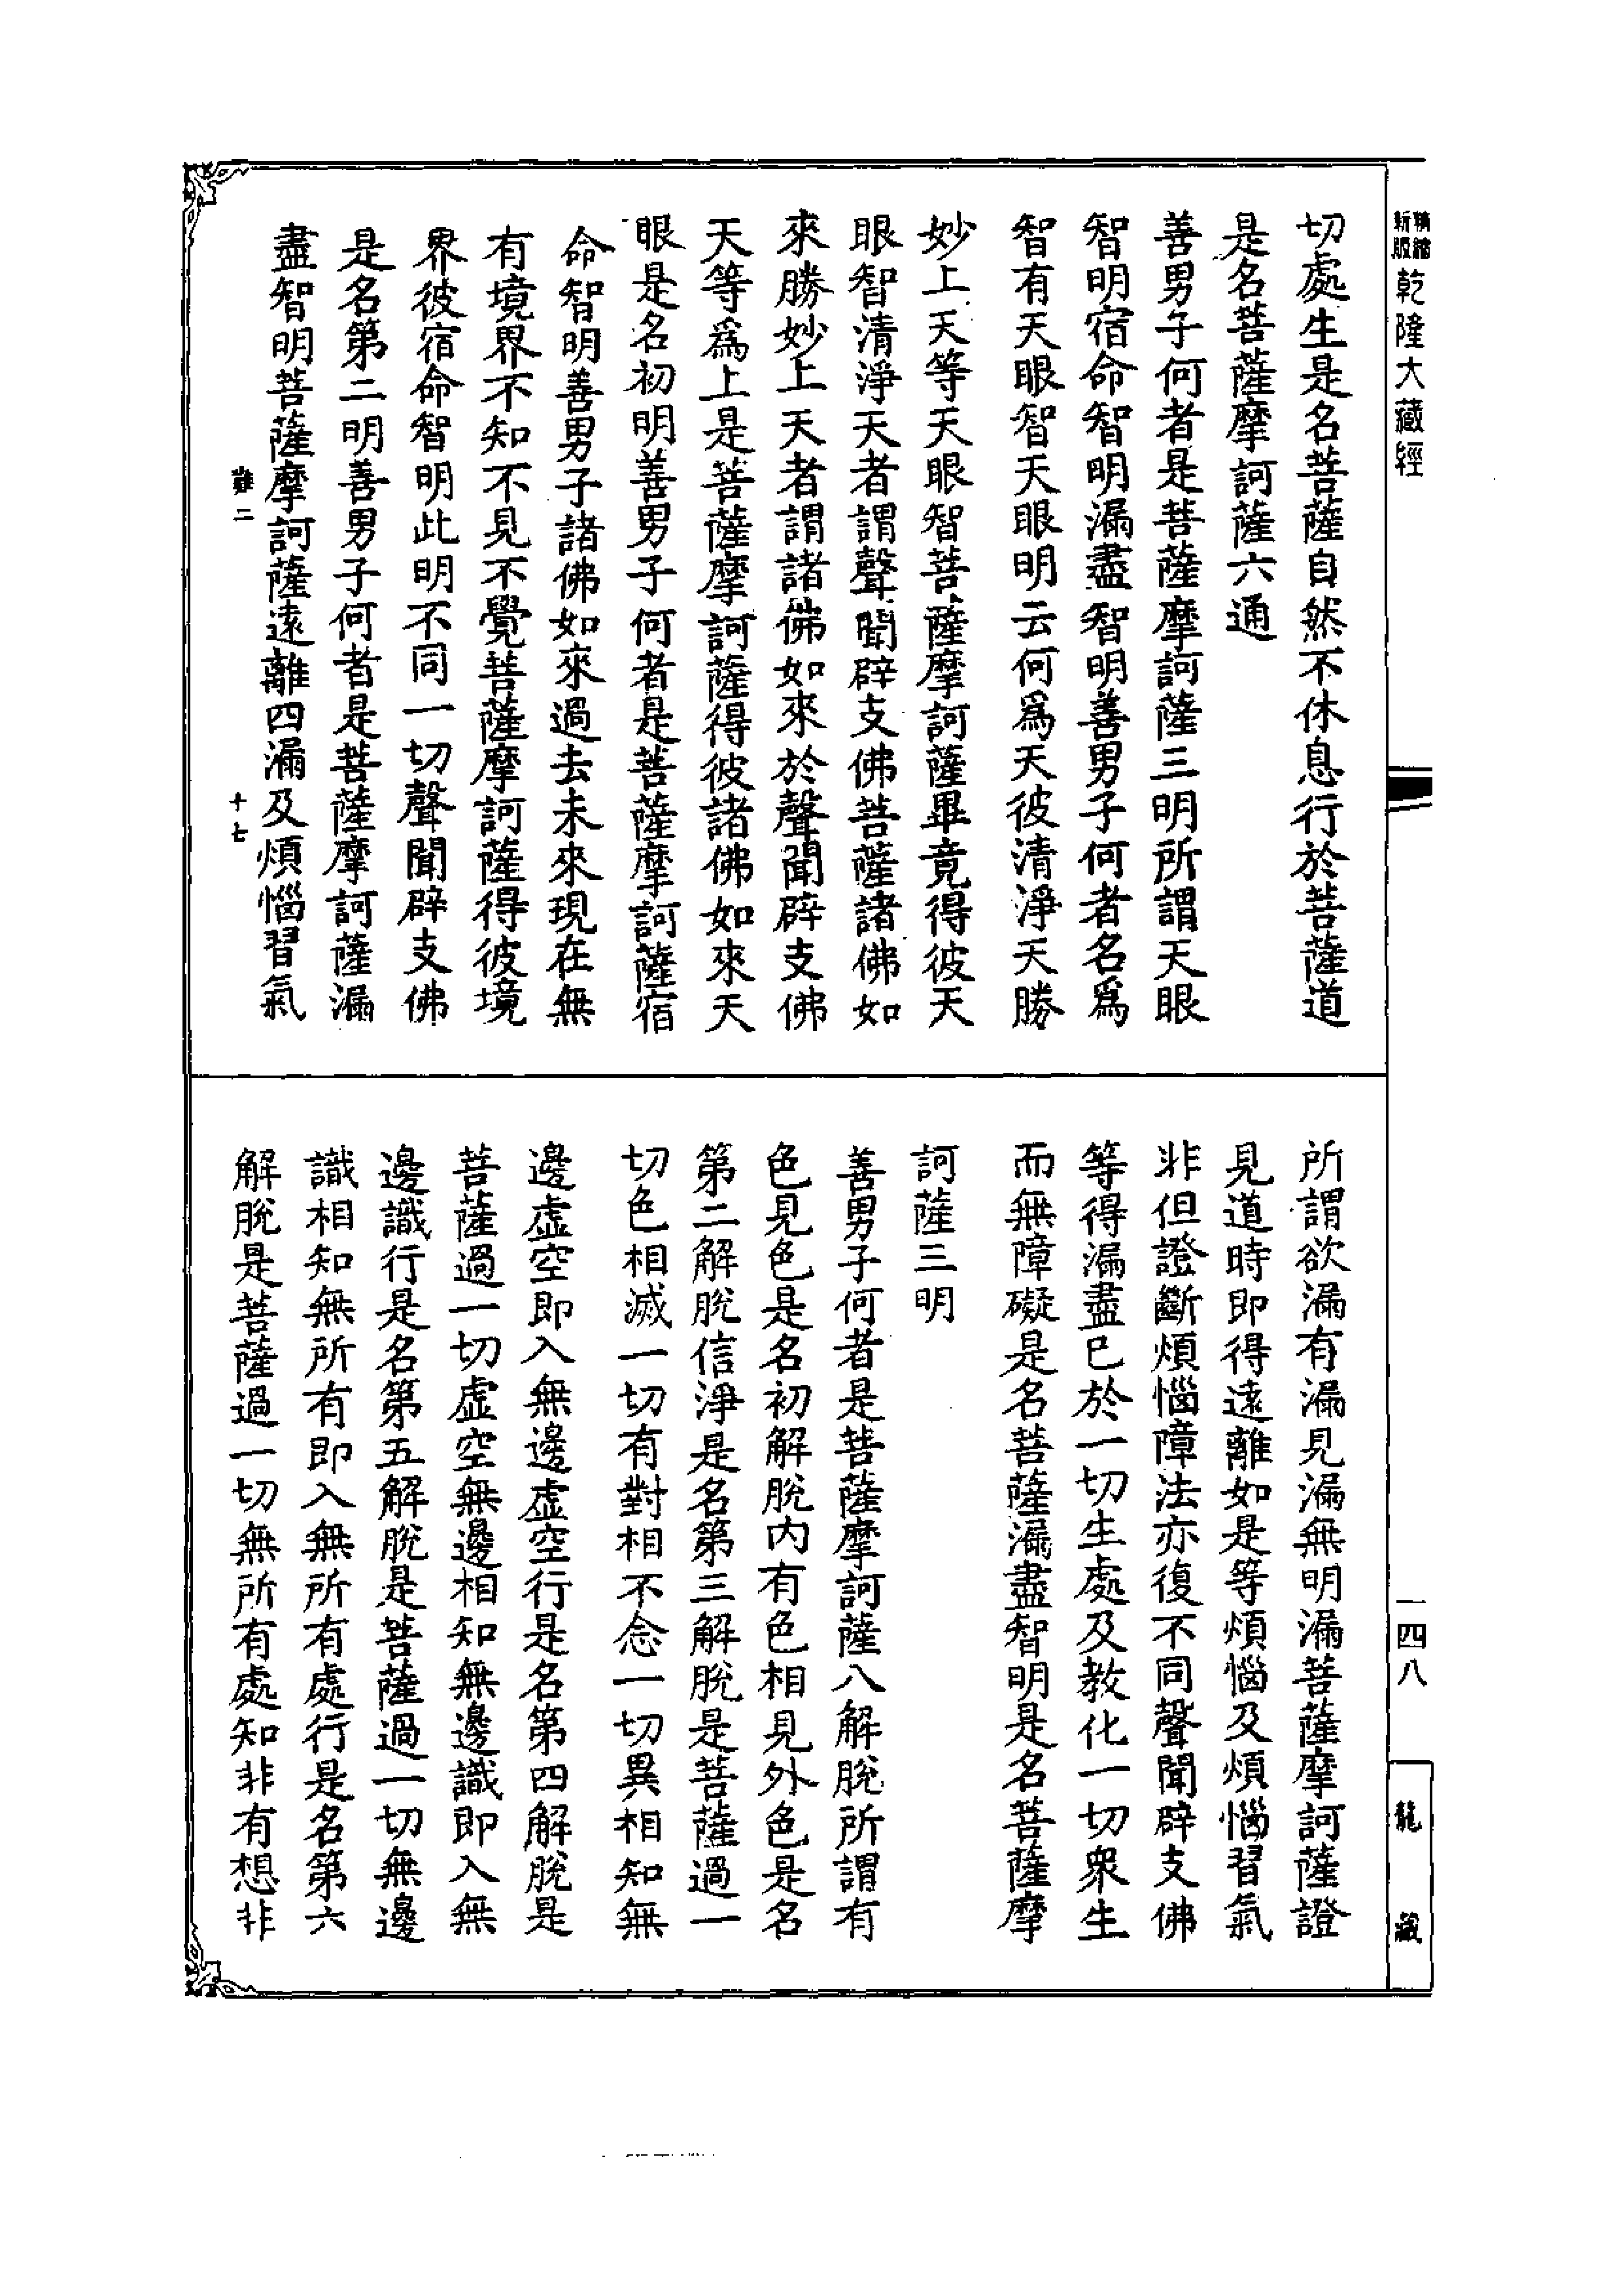 精縮新版乾隆大藏經
一四八
龍藏
切處生是名菩薩自然不休息行於菩薩道
是名菩薩摩訶薩六通
善男子何者是菩薩摩訶薩三明所謂天眼
智明宿命智明漏盡智明善男子何者名爲
智有天眼智天眼明云何爲天彼清淨天勝
妙上天等天眼智菩薩摩訶薩畢竟得彼天
眼智清淨天者謂聲聞辟支佛菩薩諸佛如
來勝妙上天者謂諸佛如來於聲聞辟支佛
天等爲上是菩薩摩訶薩得彼諸佛如來天
眼是名初明善男子何者是菩薩摩訶薩宿
命智明善男子諸佛如來過去未來現在無
有境界不知不見不覺菩薩摩訶薩得彼境
界彼宿命智明此明不同一切聲聞辟支佛
是名第二明善男子何者是菩薩摩訶薩漏
盡智明菩薩摩訶薩遠離四漏及煩惱習氣
難二
十七
所謂欲漏有漏見漏無明漏菩薩摩訶薩證
見道時即得遠離如是等煩惱及煩惱習氣
非但證斷煩惱障法亦復不同聲聞辟支佛
等得漏盡已於一切生處及教化一切衆生
而無障礙是名菩薩漏盡智明是名菩薩摩
訶薩三明
善男子何者是菩薩摩訶薩八解脫所謂有
色見色是名初解脫内有色相見外色是名
第二解脫信淨是名第三解脫是菩薩過一
切色相滅一切有對相不念一切異相知無
邊虛空即入無邊虛空行是名第四解脫是
菩薩過一切虛空無邊相知無邊識即入無
邊識行是名第五解脫是菩薩過一切無邊
識相知無所有即入無所有處行是名第六
解脫是菩薩過一切無所有處知非有想非